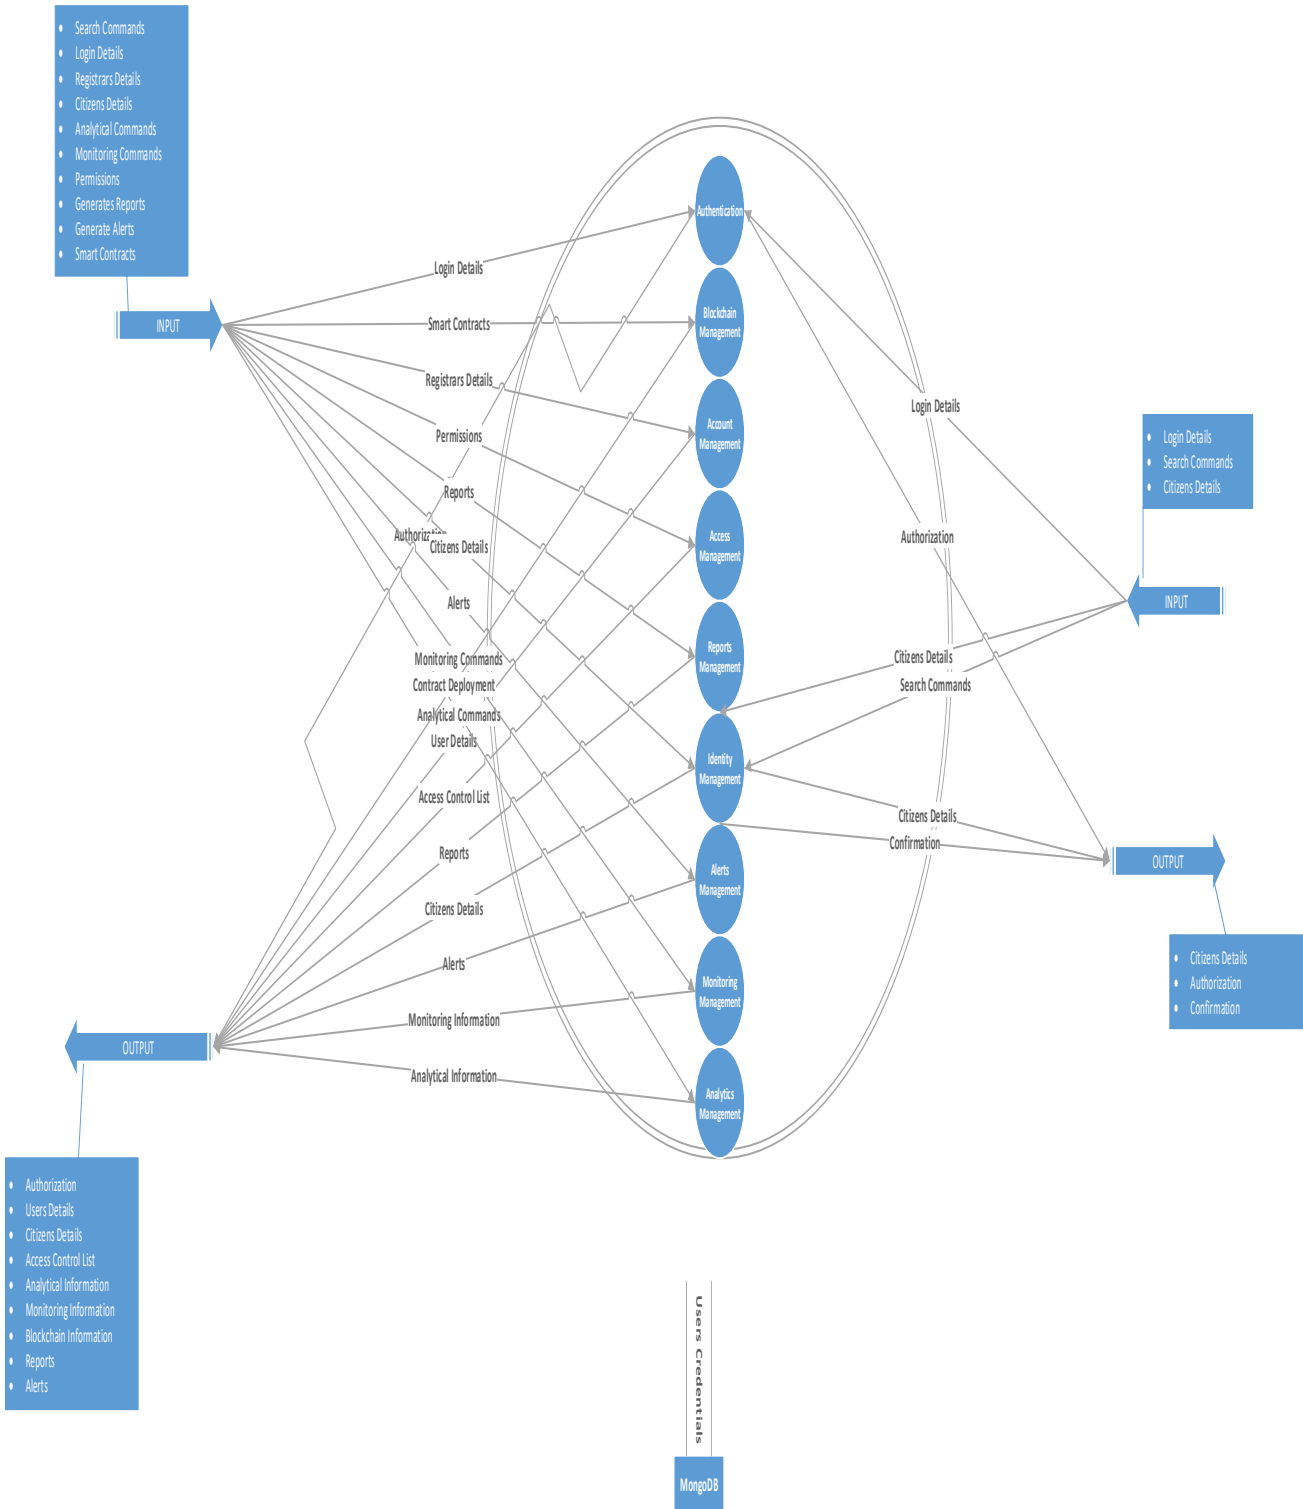 Search Commands
Login Details
Registrars Details
Citizens Details
Analytical Commands
Monitoring Commands
Permissions
Generates Reports
Generate Alerts
Smart Contracts
INPUT
Login Details
Smart Contracts
Registrars Details
Permissions
Reports
Authorization
Citizens Details
Alerts
Monitoring Commands
Contract Deployment
Analytical Commands
User Details
Access Control List
Reports
Citizens Details
Alerts
Monitoring Information
Analytical Information
Authentication
Blockchain
Management
Account
Management
Access
Management
Reports
Management
Identity
Management
Alerts
Management
Monitoring
Management
Analytics
Management
Login Details
Authorization
Citizens Details
Search Commands
Citizens Details
Confirmation
Login Details
Search Commands
Citizens Details
INPUT
OUTPUT
Citizens Details
Authorization
Confirmation
OUTPUT
Authorization
Users Details
Citizens Details
Access Control List
Analytical Information
Monitoring Information
Blockchain Information
Reports
Alerts
Users Credentials
MongoDB